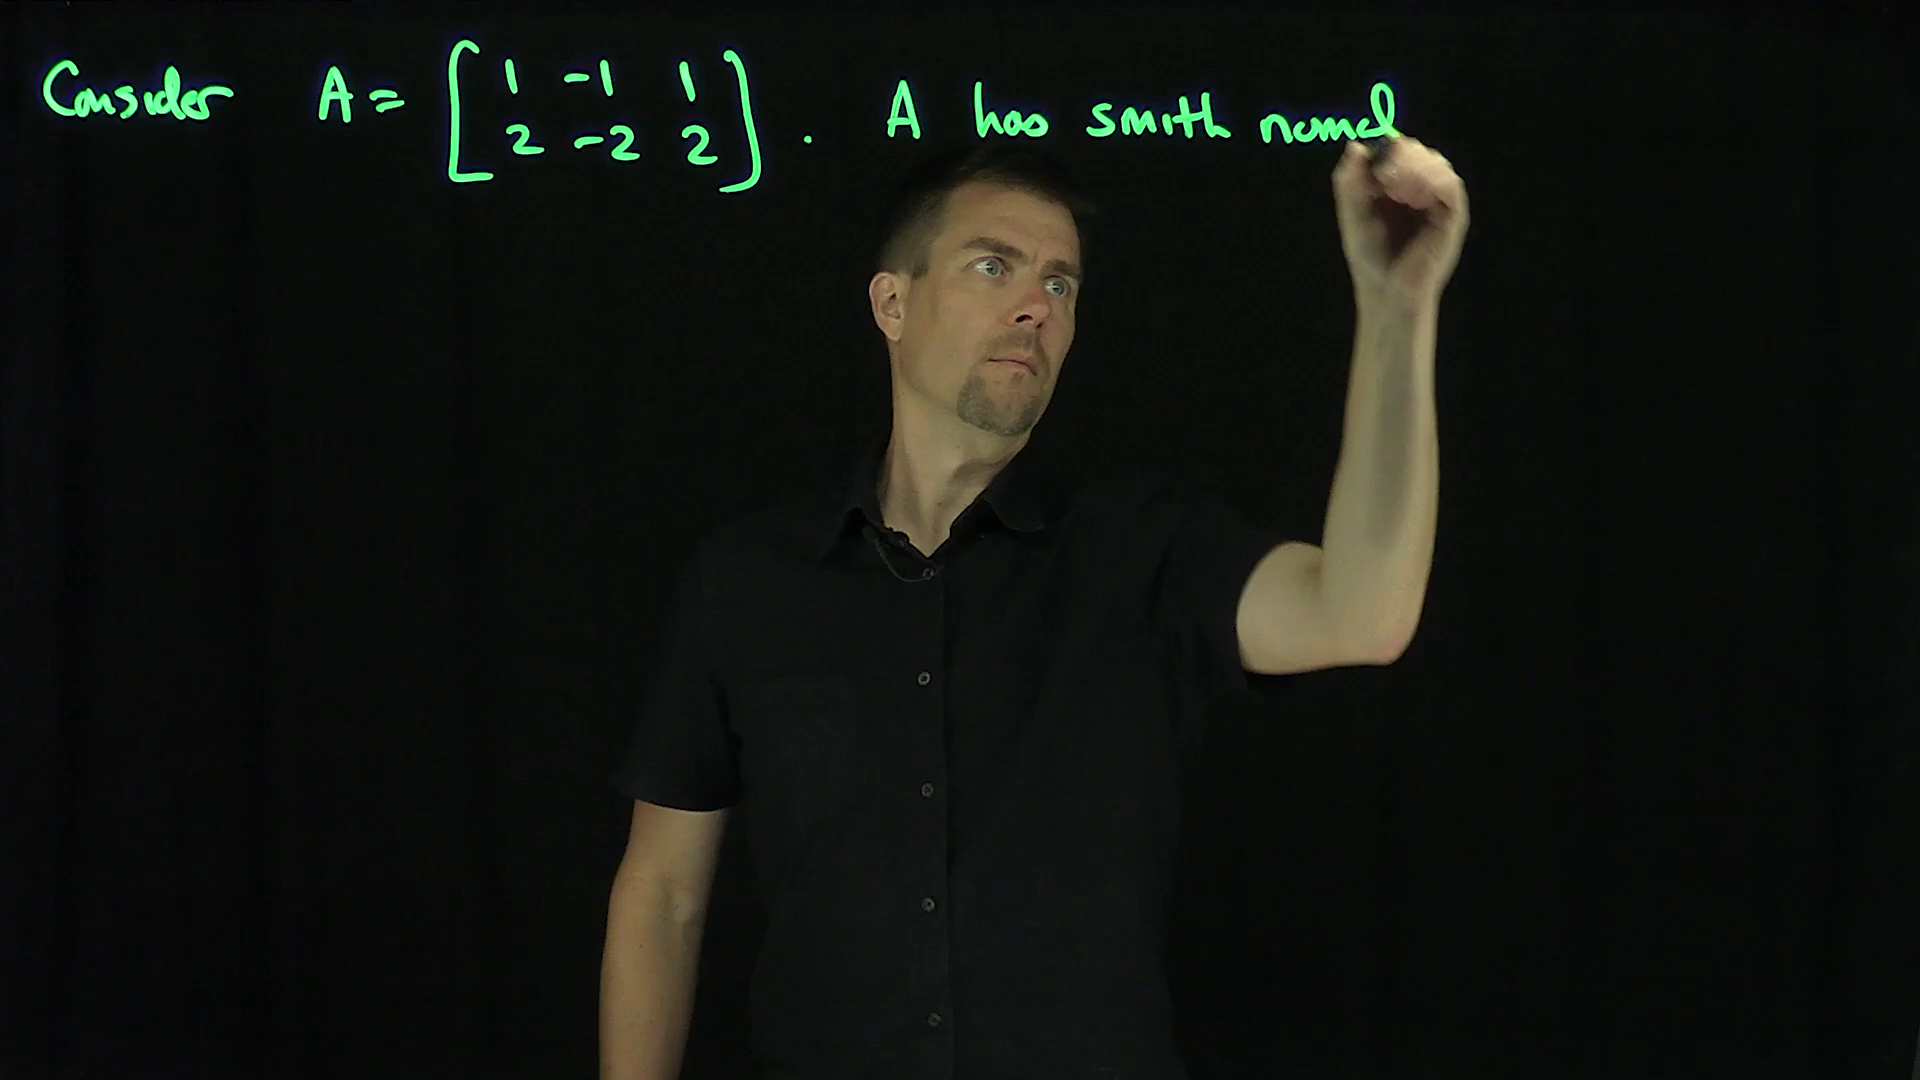 Consider A = [1 -1 1 / 2 -2 2]. A has smith normal